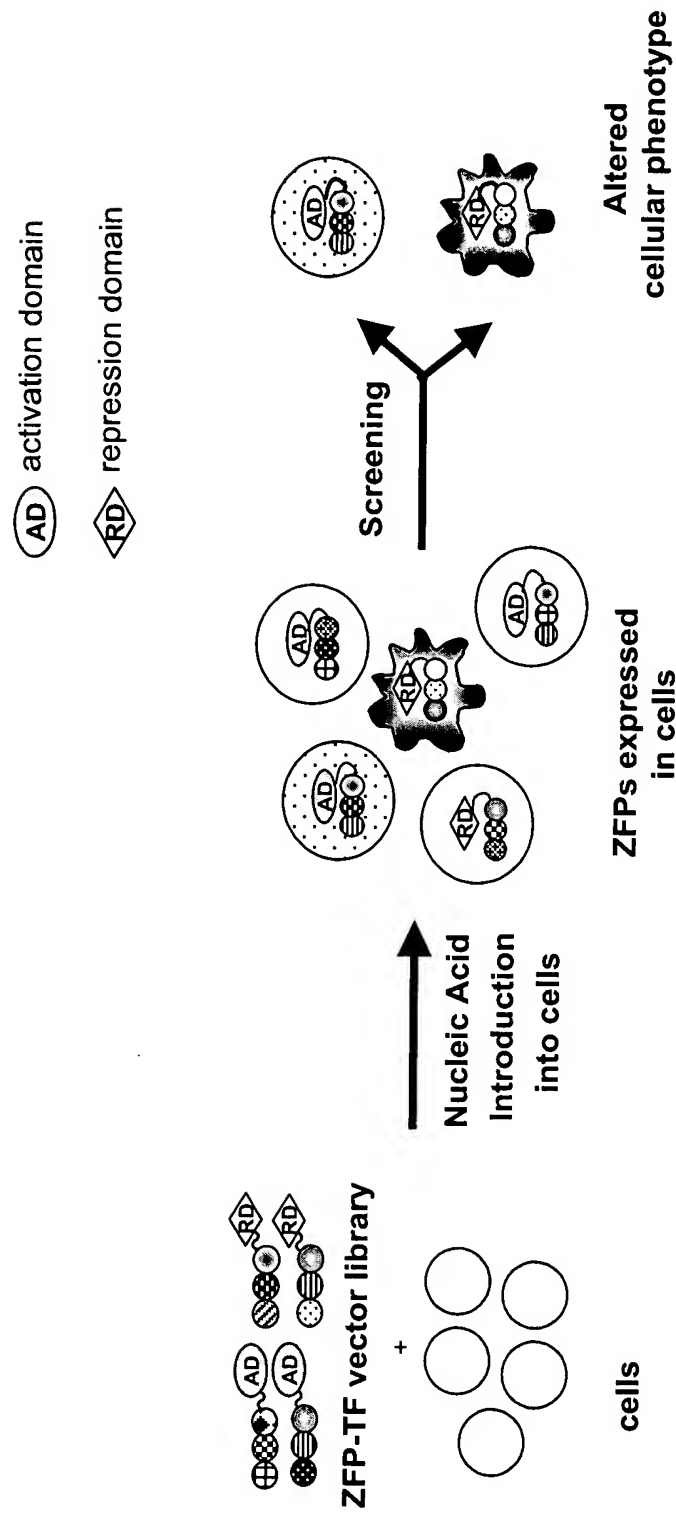 AD activation domain
RD repression domain
AD
RD
AD
RD
ZFP-TF vector library
+
cells
Nucleic Acid
Introduction
into cells
AD
AD
RD
RD
AD
ZFPs expressed
in cells
Screening
AD
RD
Altered
cellular phenotype